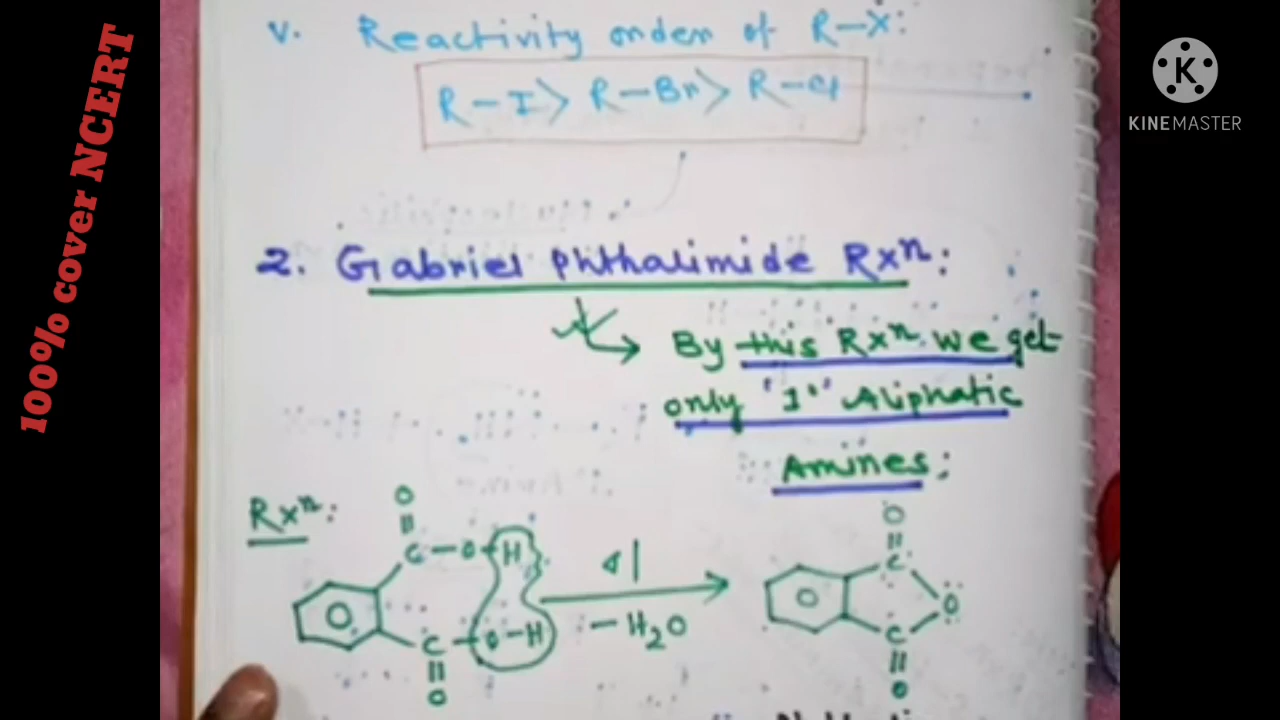 100% cover NCERT
KINEMASTER
v. Reactivity order of R-X:
R-I > R-Br > R-Cl
2. Gabriel Phthalimide Rxⁿ:
By this Rxⁿ we get
only "1°" Aliphatic
Amines:
Rxⁿ:
O
||
C-O-H
C-O-H
||
O
Δ|
-H₂O
O
||
C
O
C
||
O